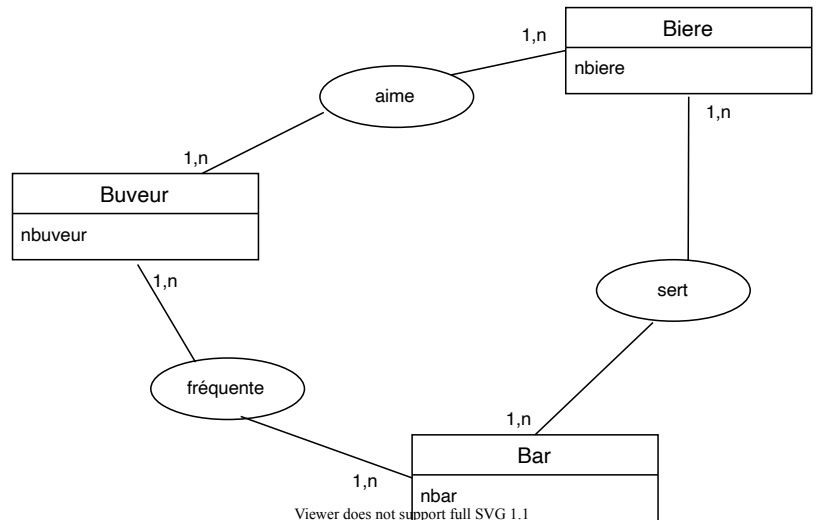 Biere
1,n
nbiere
aime
1,n
1,n
Buveur
nbuveur
1,n
sert
fréquente
1,n
Bar
1,n
nbar
Viewer does not support full SVG 1.1